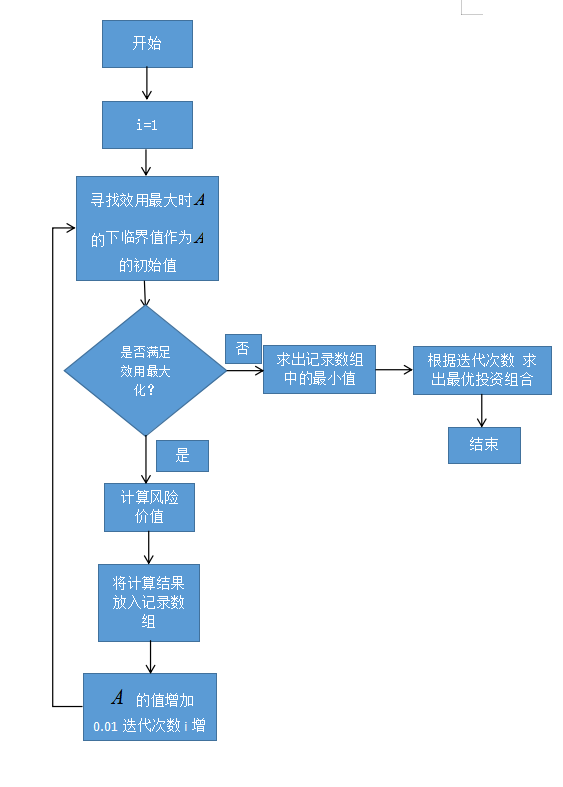 开始
i=1
寻找效用最大时A
的下临界值作为A
的初始值
是否满足
效用最大
化?
否
求出记录数组
中的最小值
根据迭代次数 求
出最优投资组合
结束
是
计算风险
价值
将计算结果
放入记录数
组
A 的值增加
0.01 迭代次数 i 增